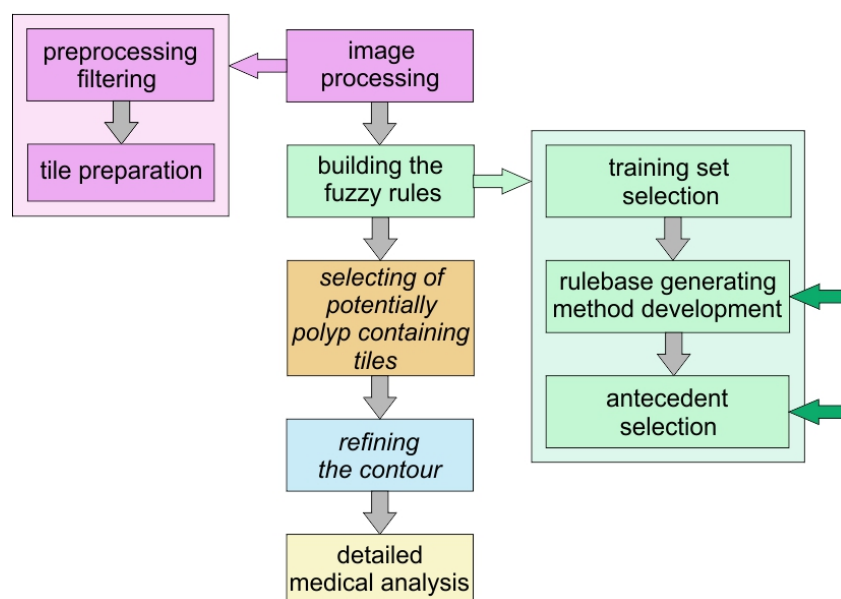 preprocessing
filtering
tile preparation
image
processing
building the
fuzzy rules
selecting of
potentially
polyp containing
tiles
refining
the contour
detailed
medical analysis
training set
selection
rulebase generating
method development
antecedent
selection